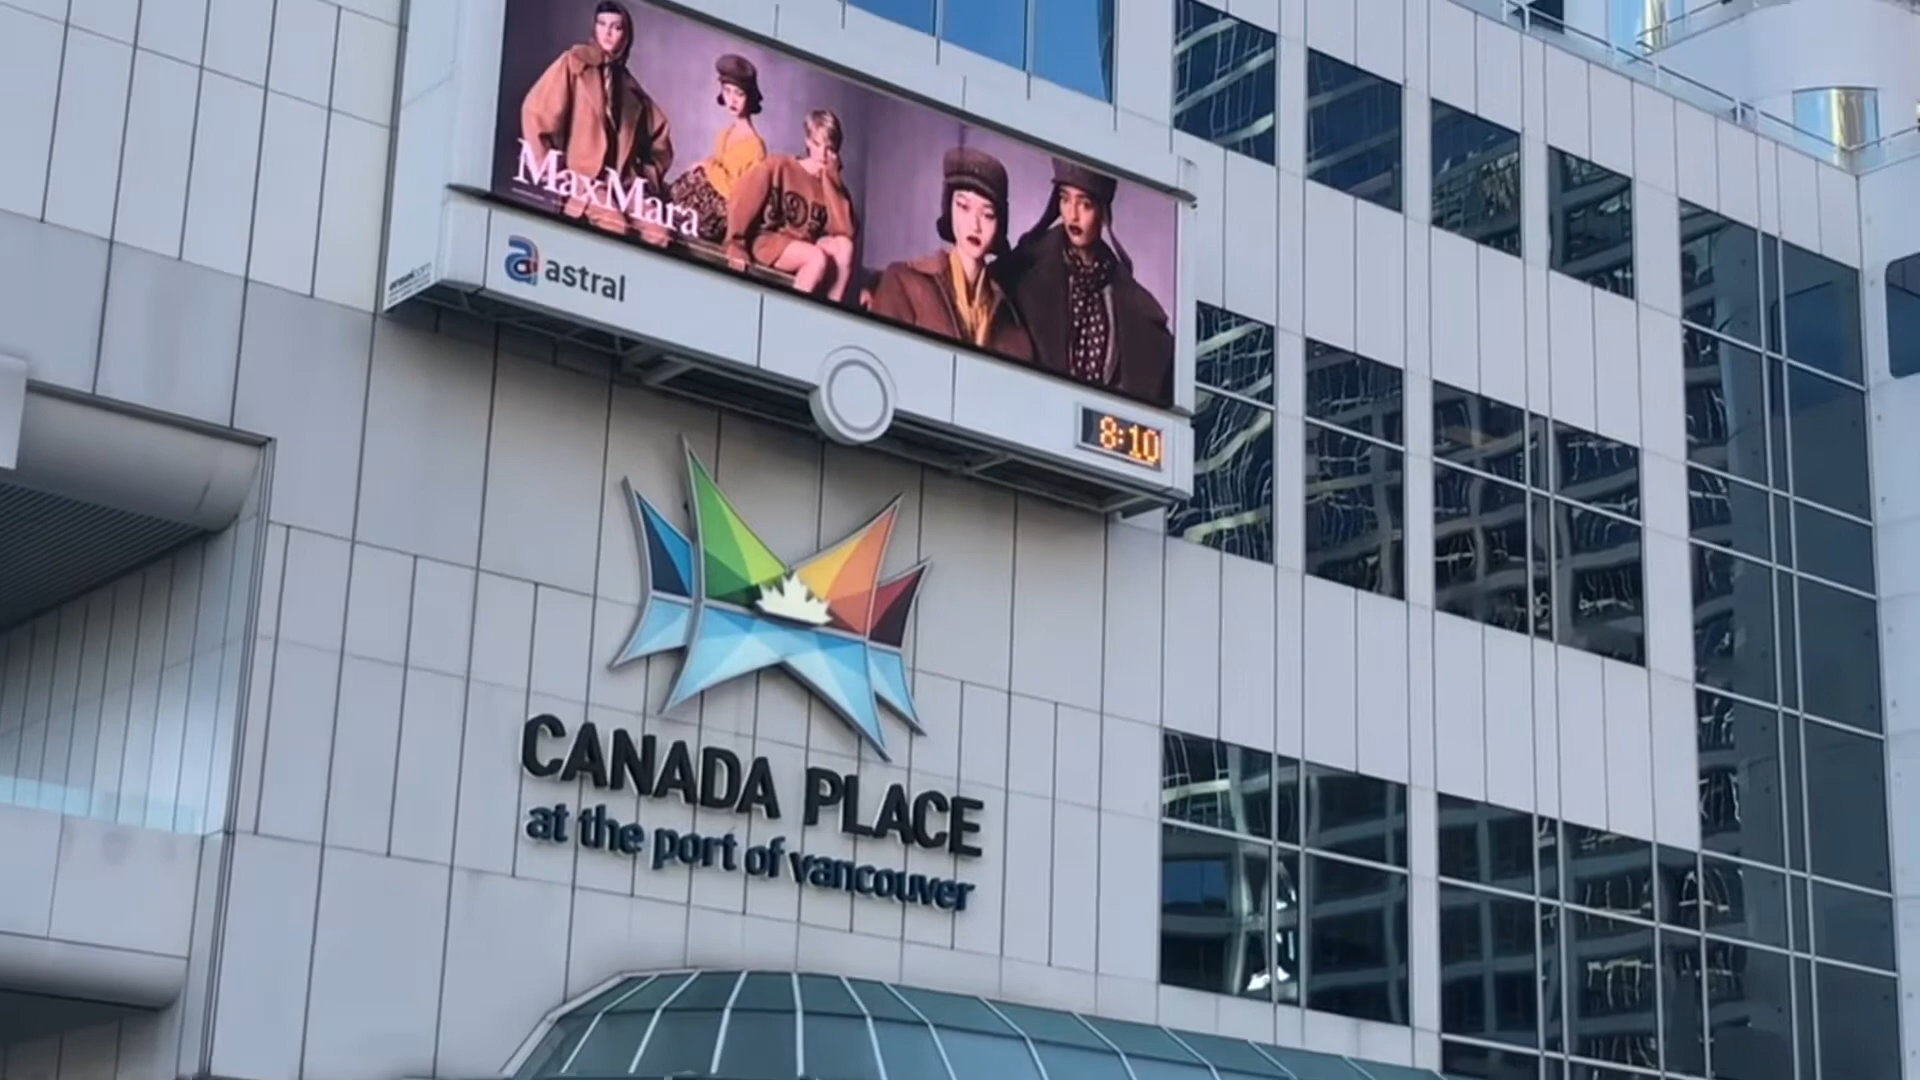 MaxMara
astral
8:10
CANADA PLACE
at the port of vancouver